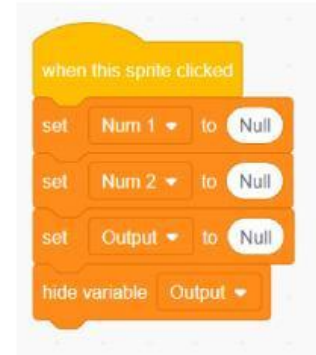 when this sprite clicked
set Num 1 to Null
set Num 2 to Null
set Output to Null
hide variable Output